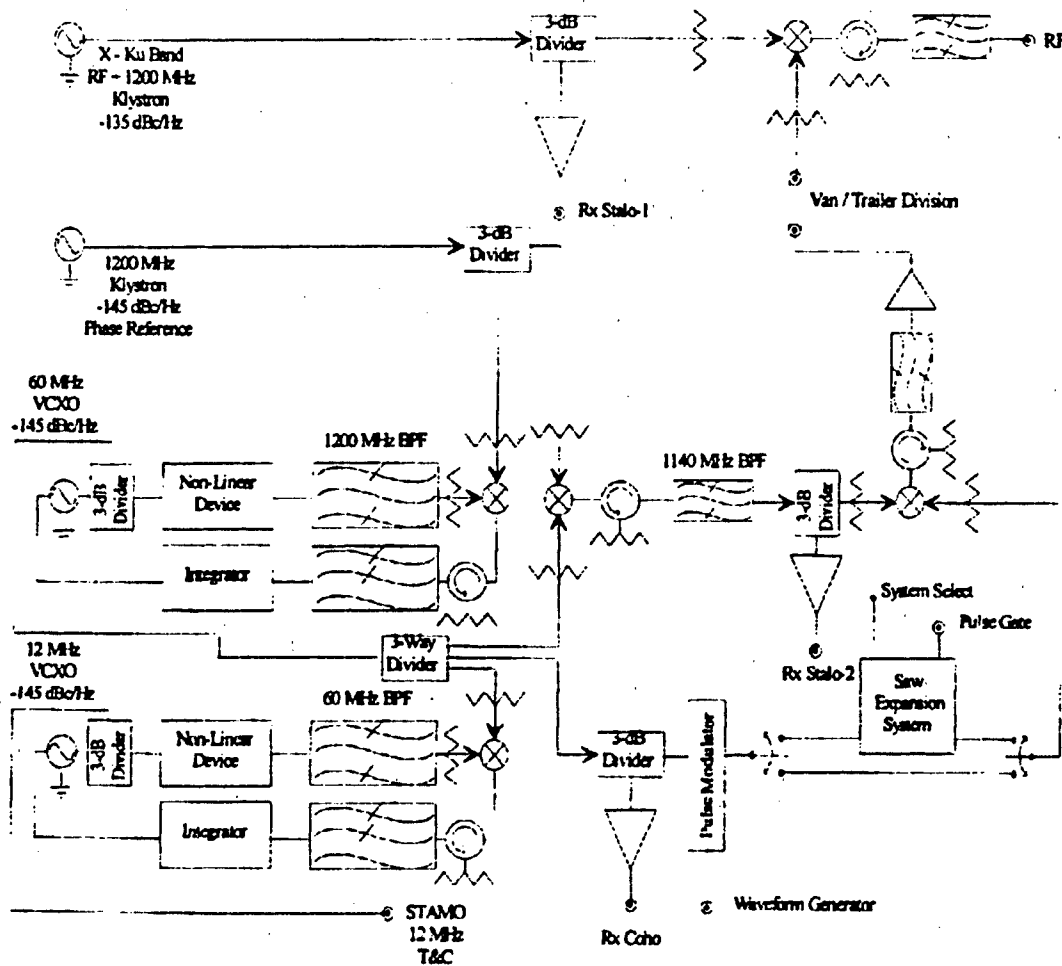 3-dB
Divider
RF
X - Ku Band
RF - 1200 MHz
Klystron
-135 dBc/Hz
Van / Trailer Division
Rx Stalo-1
3-dB
Divider
1200 MHz
Klystron
-145 dBc/Hz
Phase Reference
60 MHz
VCXO
-145 dBc/Hz
1200 MHz BPF
1140 MHz BPF
3-dB
Divider
Non-Linear
Device
3-dB
Divider
Integrator
System Select
Pulse Gate
12 MHz
VCXO
-145 dBc/Hz
3-Way
Divider
Rx Stalo-2
Saw
Expansion
System
60 MHz BPF
3-dB
Divider
Non-Linear
Device
3-dB
Divider
Pulse Modulator
Integrator
STAMO
12 MHz
T&C
Rx Coho
Waveform Generator